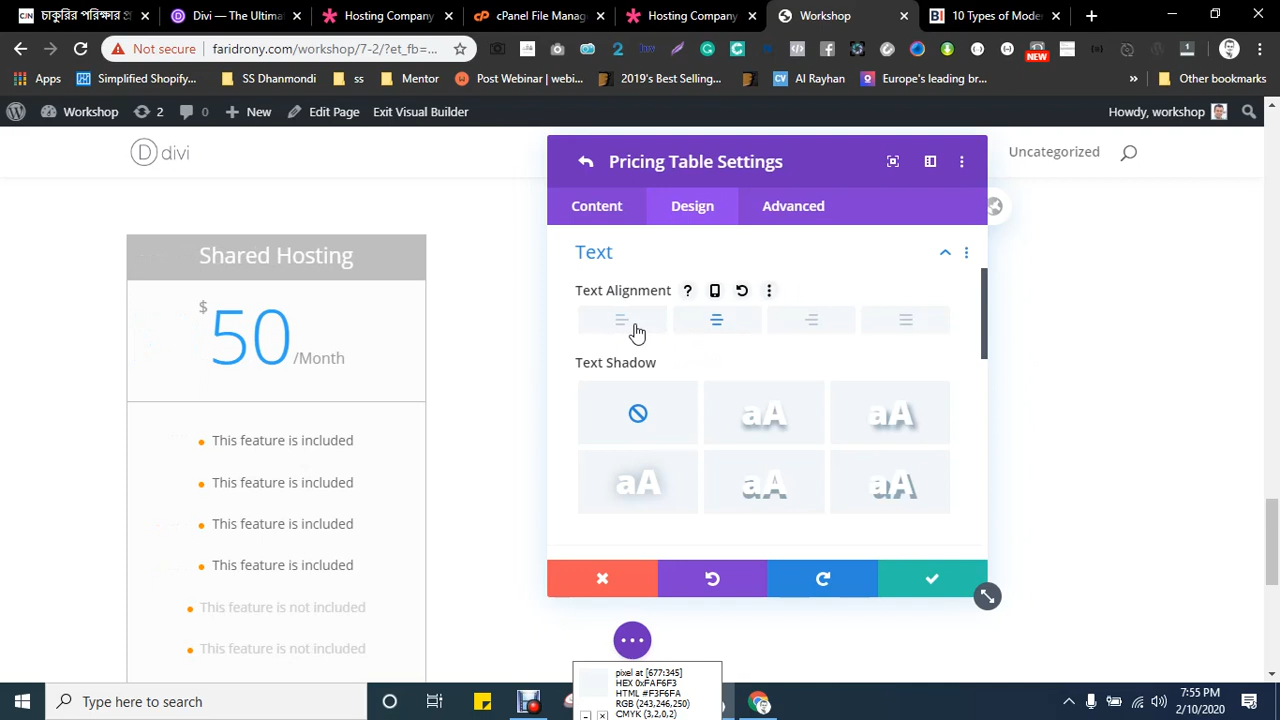 চাকুরির পরামর্শ: S
Divi — The Ultima
Hosting Company
cPanel File Manag
Hosting Company
Workshop
10 Types of Moder
Not secure
faridrony.com/workshop/7-2/?et_fb=...
NEW
Apps
Simplified Shopify...
SS Dhanmondi
ss
Mentor
Post Webinar | webi...
2019's Best Selling...
CV
Al Rayhan
Europe's leading br...
»
Other bookmarks
Workshop
2
0
New
Edit Page
Exit Visual Builder
Howdy, workshop
D divi
Uncategorized
Pricing Table Settings
Content
Design
Advanced
Text
Text Alignment
?
Text Shadow
aA
aA
aA
aA
aA
Shared Hosting
$
50
/Month
This feature is included
This feature is included
This feature is included
This feature is included
This feature is not included
This feature is not included
pixel at [677:345]
HEX 0xFAF6F3
HTML #F3F6FA
RGB (243,246,250)
CMYK (3,2,0,2)
Type here to search
7:55 PM
2/10/2020